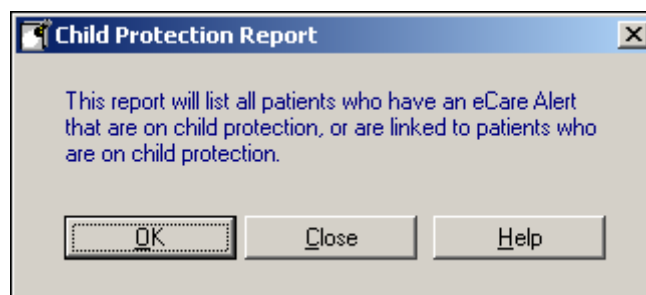 Child Protection Report
This report will list all patients who have an eCare Alert
that are on child protection, or are linked to patients who
are on child protection.
OK Close Help